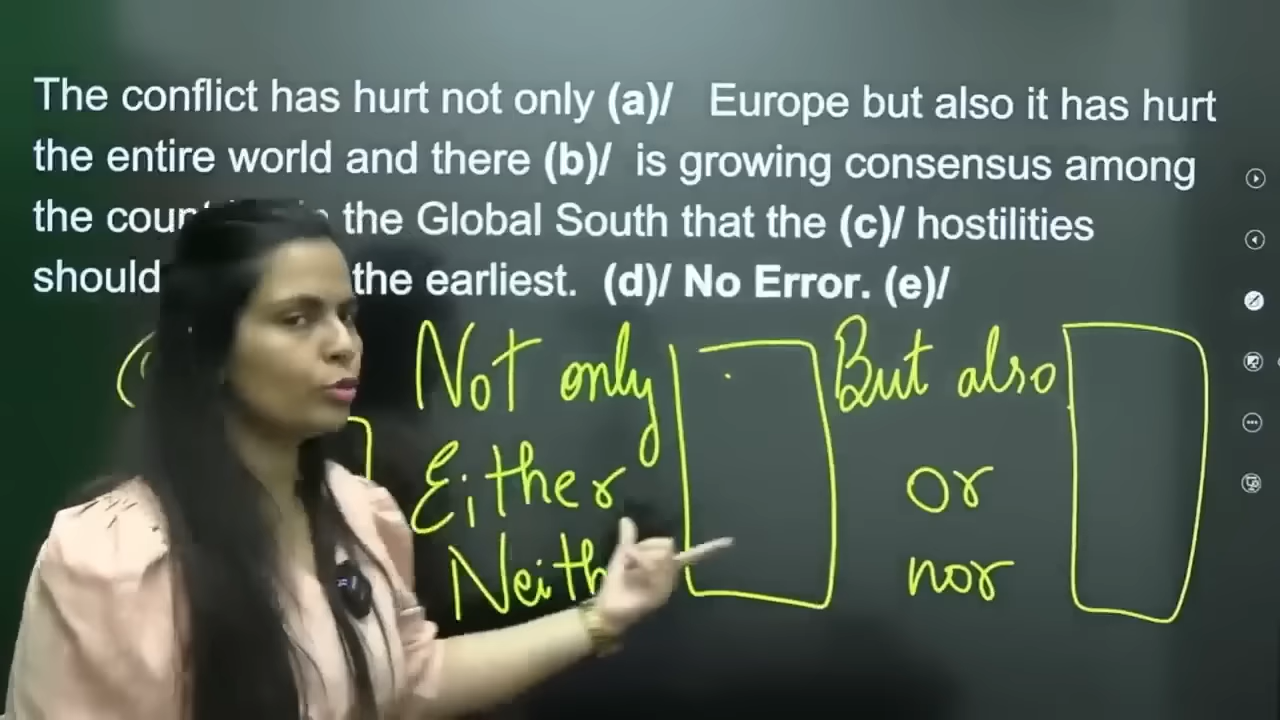 The conflict has hurt not only (a)/ Europe but also it has hurt
the entire world and there (b)/ is growing consensus among
the the Global South that the (c)/ hostilities
should the earliest. (d)/ No Error. (e)/
Not only But also
Either or
nor